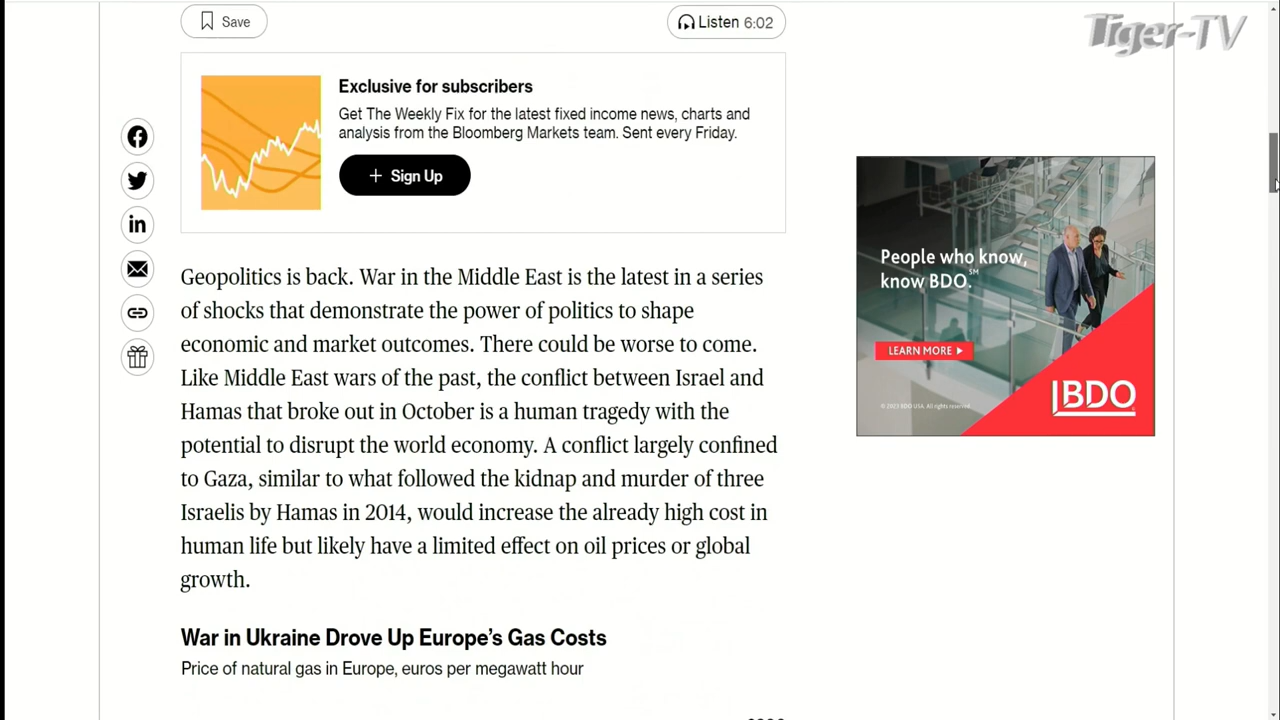 Save
Listen 6:02
Tiger-TV
Exclusive for subscribers
Get The Weekly Fix for the latest fixed income news, charts and
analysis from the Bloomberg Markets team. Sent every Friday.
+ Sign Up
Geopolitics is back. War in the Middle East is the latest in a series
of shocks that demonstrate the power of politics to shape
economic and market outcomes. There could be worse to come.
Like Middle East wars of the past, the conflict between Israel and
Hamas that broke out in October is a human tragedy with the
potential to disrupt the world economy. A conflict largely confined
to Gaza, similar to what followed the kidnap and murder of three
Israelis by Hamas in 2014, would increase the already high cost in
human life but likely have a limited effect on oil prices or global
growth.
War in Ukraine Drove Up Europe's Gas Costs
Price of natural gas in Europe, euros per megawatt hour
People who know,
know BDO.℠
LEARN MORE
© 2023 BDO USA. All rights reserved.
BDO